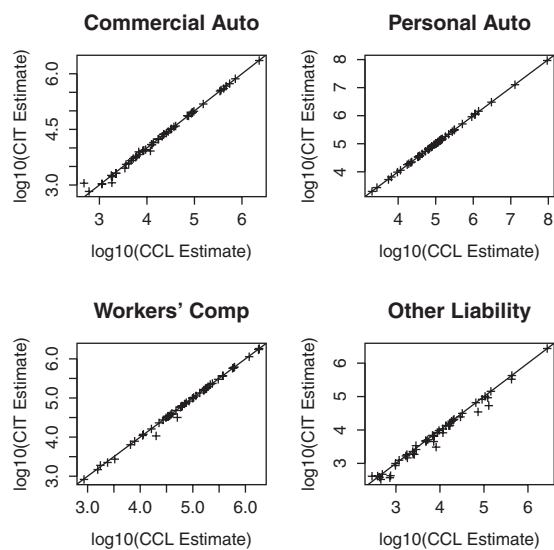 Commercial Auto
Personal Auto
log10(CIT Estimate)
3.0 4.5 6.0
3 4 5 6
log10(CCL Estimate)
log10(CIT Estimate)
4 5 6 7 8
4 5 6 7 8
log10(CCL Estimate)
Workers' Comp
Other Liability
log10(CIT Estimate)
3.0 4.0 5.0 6.0
3.0 4.0 5.0 6.0
log10(CCL Estimate)
log10(CIT Estimate)
3 4 5 6
3 4 5 6
log10(CCL Estimate)